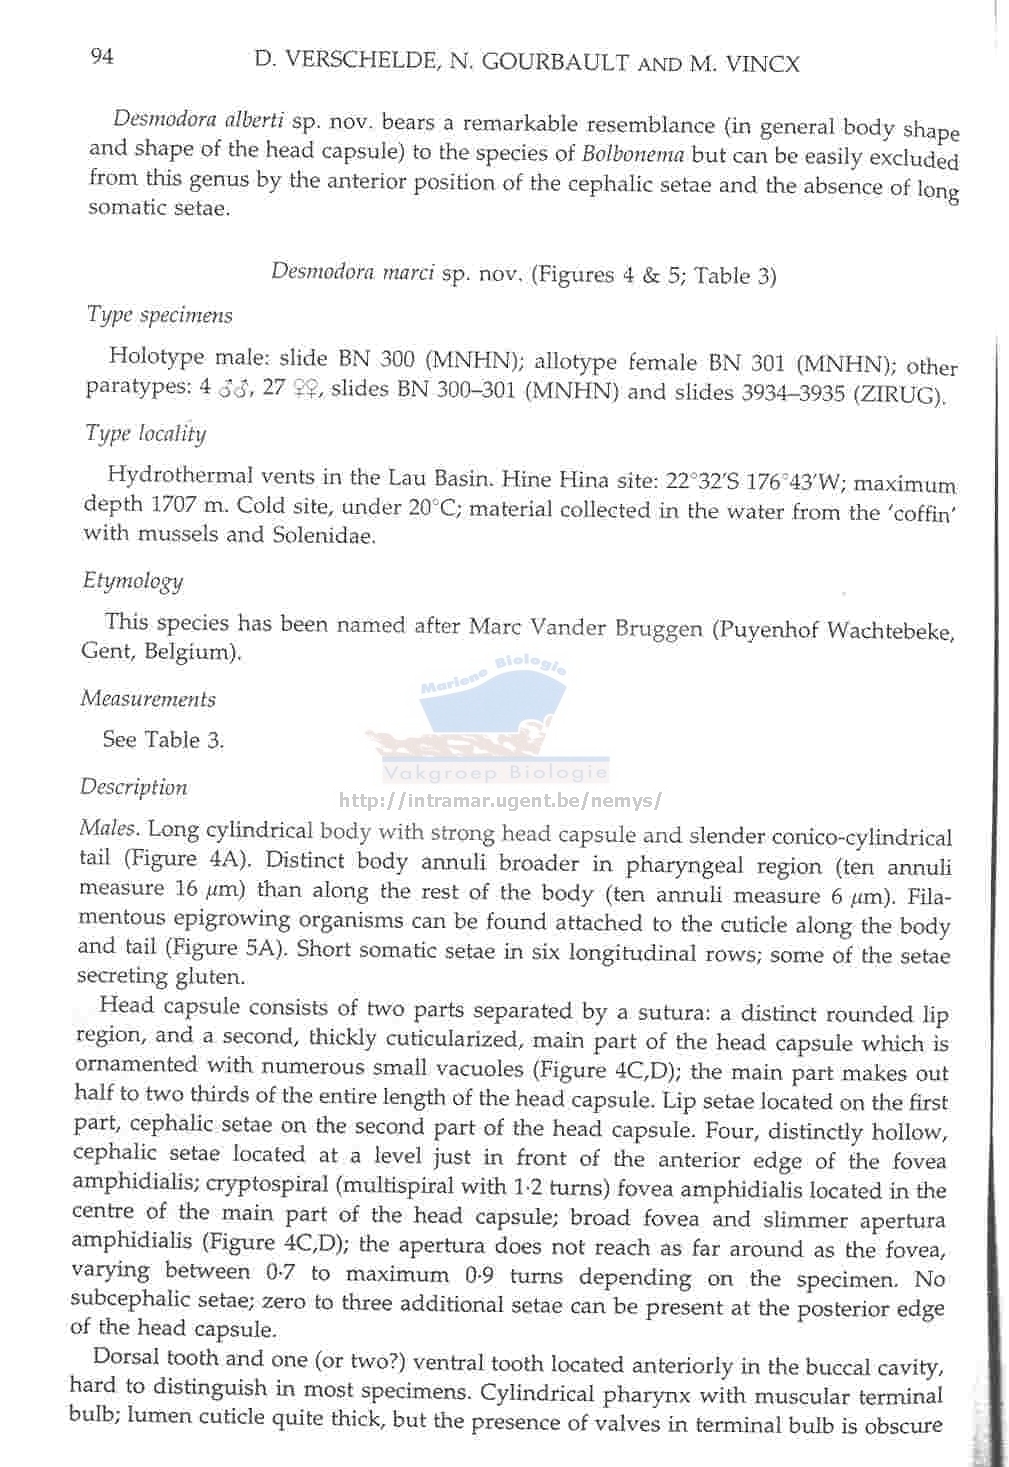 94
D. VERSCHELDE, N. GOURBAULT AND M. VINCX
Desmodora alberti sp. nov. bears a remarkable resemblance (in general body shape
and shape of the head capsule) to the species of Bolbonema but can be easily excluded
from this genus by the anterior position of the cephalic setae and the absence of long
somatic setae.
Desmodora marci sp. nov. (Figures 4 & 5; Table 3)
Type specimens
Holotype male: slide BN 300 (MNHN); allotype female BN 301 (MNHN); other
paratypes: 4 ♂♂, 27 ♀♀, slides BN 300–301 (MNHN) and slides 3934–3935 (ZIRUG).
Type locality
Hydrothermal vents in the Lau Basin. Hine Hina site: 22°32′S 176°43′W; maximum
depth 1707 m. Cold site, under 20°C; material collected in the water from the ‘coffin’
with mussels and Solenidae.
Etymology
This species has been named after Marc Vander Bruggen (Puyenhof Wachtebeke,
Gent, Belgium).
Mariene Biologie
Measurements
See Table 3.
Vakgroep Biologie
Description
http://intramar.ugent.be/nemys/
Males. Long cylindrical body with strong head capsule and slender conico-cylindrical
tail (Figure 4A). Distinct body annuli broader in pharyngeal region (ten annuli
measure 16 μm) than along the rest of the body (ten annuli measure 6 μm). Fila-
mentous epigrowing organisms can be found attached to the cuticle along the body
and tail (Figure 5A). Short somatic setae in six longitudinal rows; some of the setae
secreting gluten.
Head capsule consists of two parts separated by a sutura: a distinct rounded lip
region, and a second, thickly cuticularized, main part of the head capsule which is
ornamented with numerous small vacuoles (Figure 4C,D); the main part makes out
half to two thirds of the entire length of the head capsule. Lip setae located on the first
part, cephalic setae on the second part of the head capsule. Four, distinctly hollow,
cephalic setae located at a level just in front of the anterior edge of the fovea
amphidialis; cryptospiral (multispiral with 1·2 turns) fovea amphidialis located in the
centre of the main part of the head capsule; broad fovea and slimmer apertura
amphidialis (Figure 4C,D); the apertura does not reach as far around as the fovea,
varying between 0·7 to maximum 0·9 turns depending on the specimen. No
subcephalic setae; zero to three additional setae can be present at the posterior edge
of the head capsule.
Dorsal tooth and one (or two?) ventral tooth located anteriorly in the buccal cavity,
hard to distinguish in most specimens. Cylindrical pharynx with muscular terminal
bulb; lumen cuticle quite thick, but the presence of valves in terminal bulb is obscure